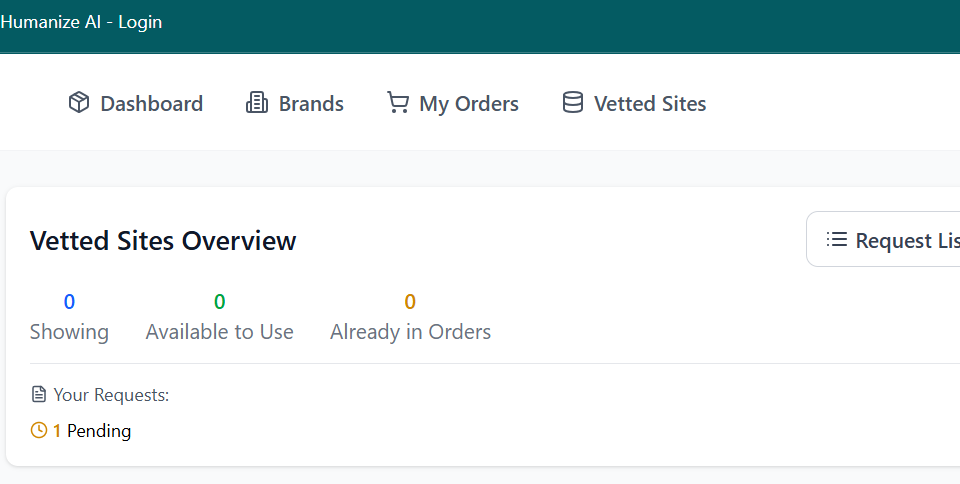 Humanize AI - Login
Dashboard Brands My Orders Vetted Sites
Vetted Sites Overview
Request Lis
0 0 0
Showing Available to Use Already in Orders
Your Requests:
1 Pending